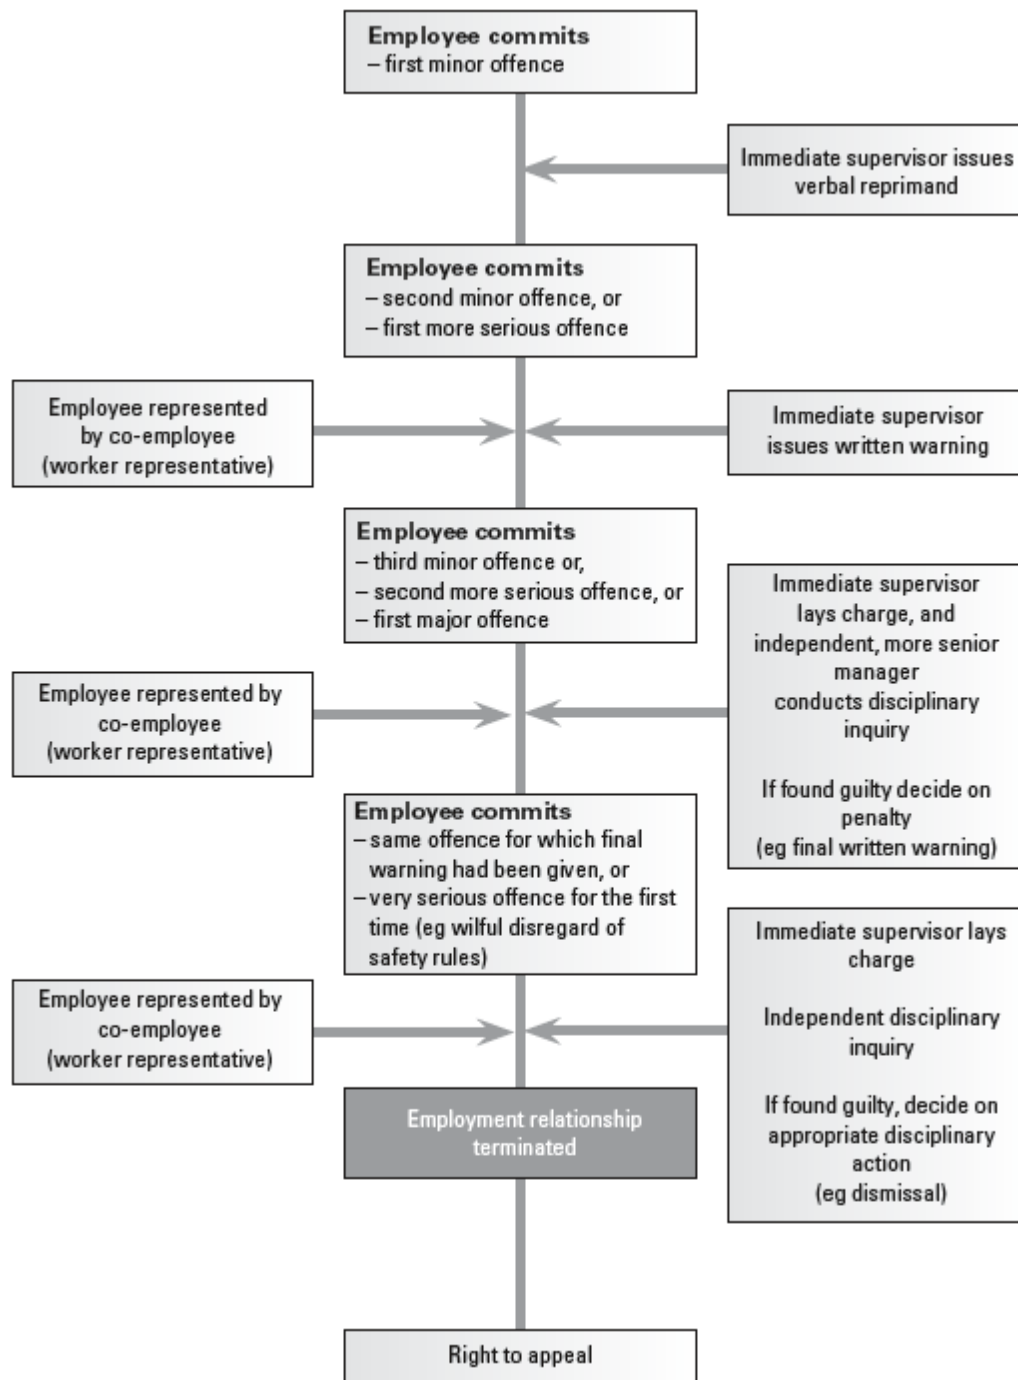 Employee commits
– first minor offence
Immediate supervisor issues
verbal reprimand
Employee commits
– second minor offence, or
– first more serious offence
Employee represented
by co-employee
(worker representative)
Immediate supervisor
issues written warning
Employee commits
– third minor offence or,
– second more serious offence, or
– first major offence
Immediate supervisor
lays charge, and
independent, more senior
manager
conducts disciplinary
inquiry
If found guilty decide on
penalty
(eg final written warning)
Employee represented by
co-employee
(worker representative)
Employee commits
– same offence for which final
warning had been given, or
– very serious offence for the first
time (eg wilful disregard of
safety rules)
Immediate supervisor lays
charge
Independent disciplinary
inquiry
If found guilty, decide on
appropriate disciplinary
action
(eg dismissal)
Employee represented by
co-employee
(worker representative)
Employment relationship
terminated
Right to appeal